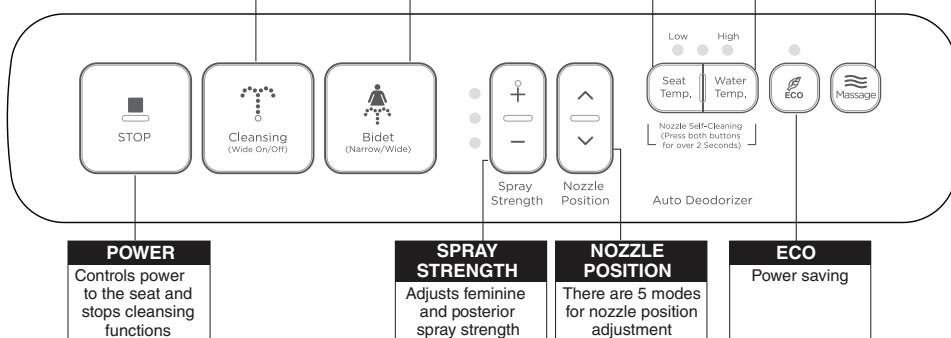 Low High
STOP
Cleansing
(Wide On/Off)
Bidet
(Narrow/Wide)
+
−
Spray
Strength
Nozzle
Position
Seat
Temp.
Water
Temp.
Nozzle Self-Cleaning
(Press both buttons
for over 2 Seconds)
ECO
Massage
Auto Deodorizer
POWER
Controls power
to the seat and
stops cleansing
functions
SPRAY
STRENGTH
Adjusts feminine
and posterior
spray strength
NOZZLE
POSITION
There are 5 modes
for nozzle position
adjustment
ECO
Power saving